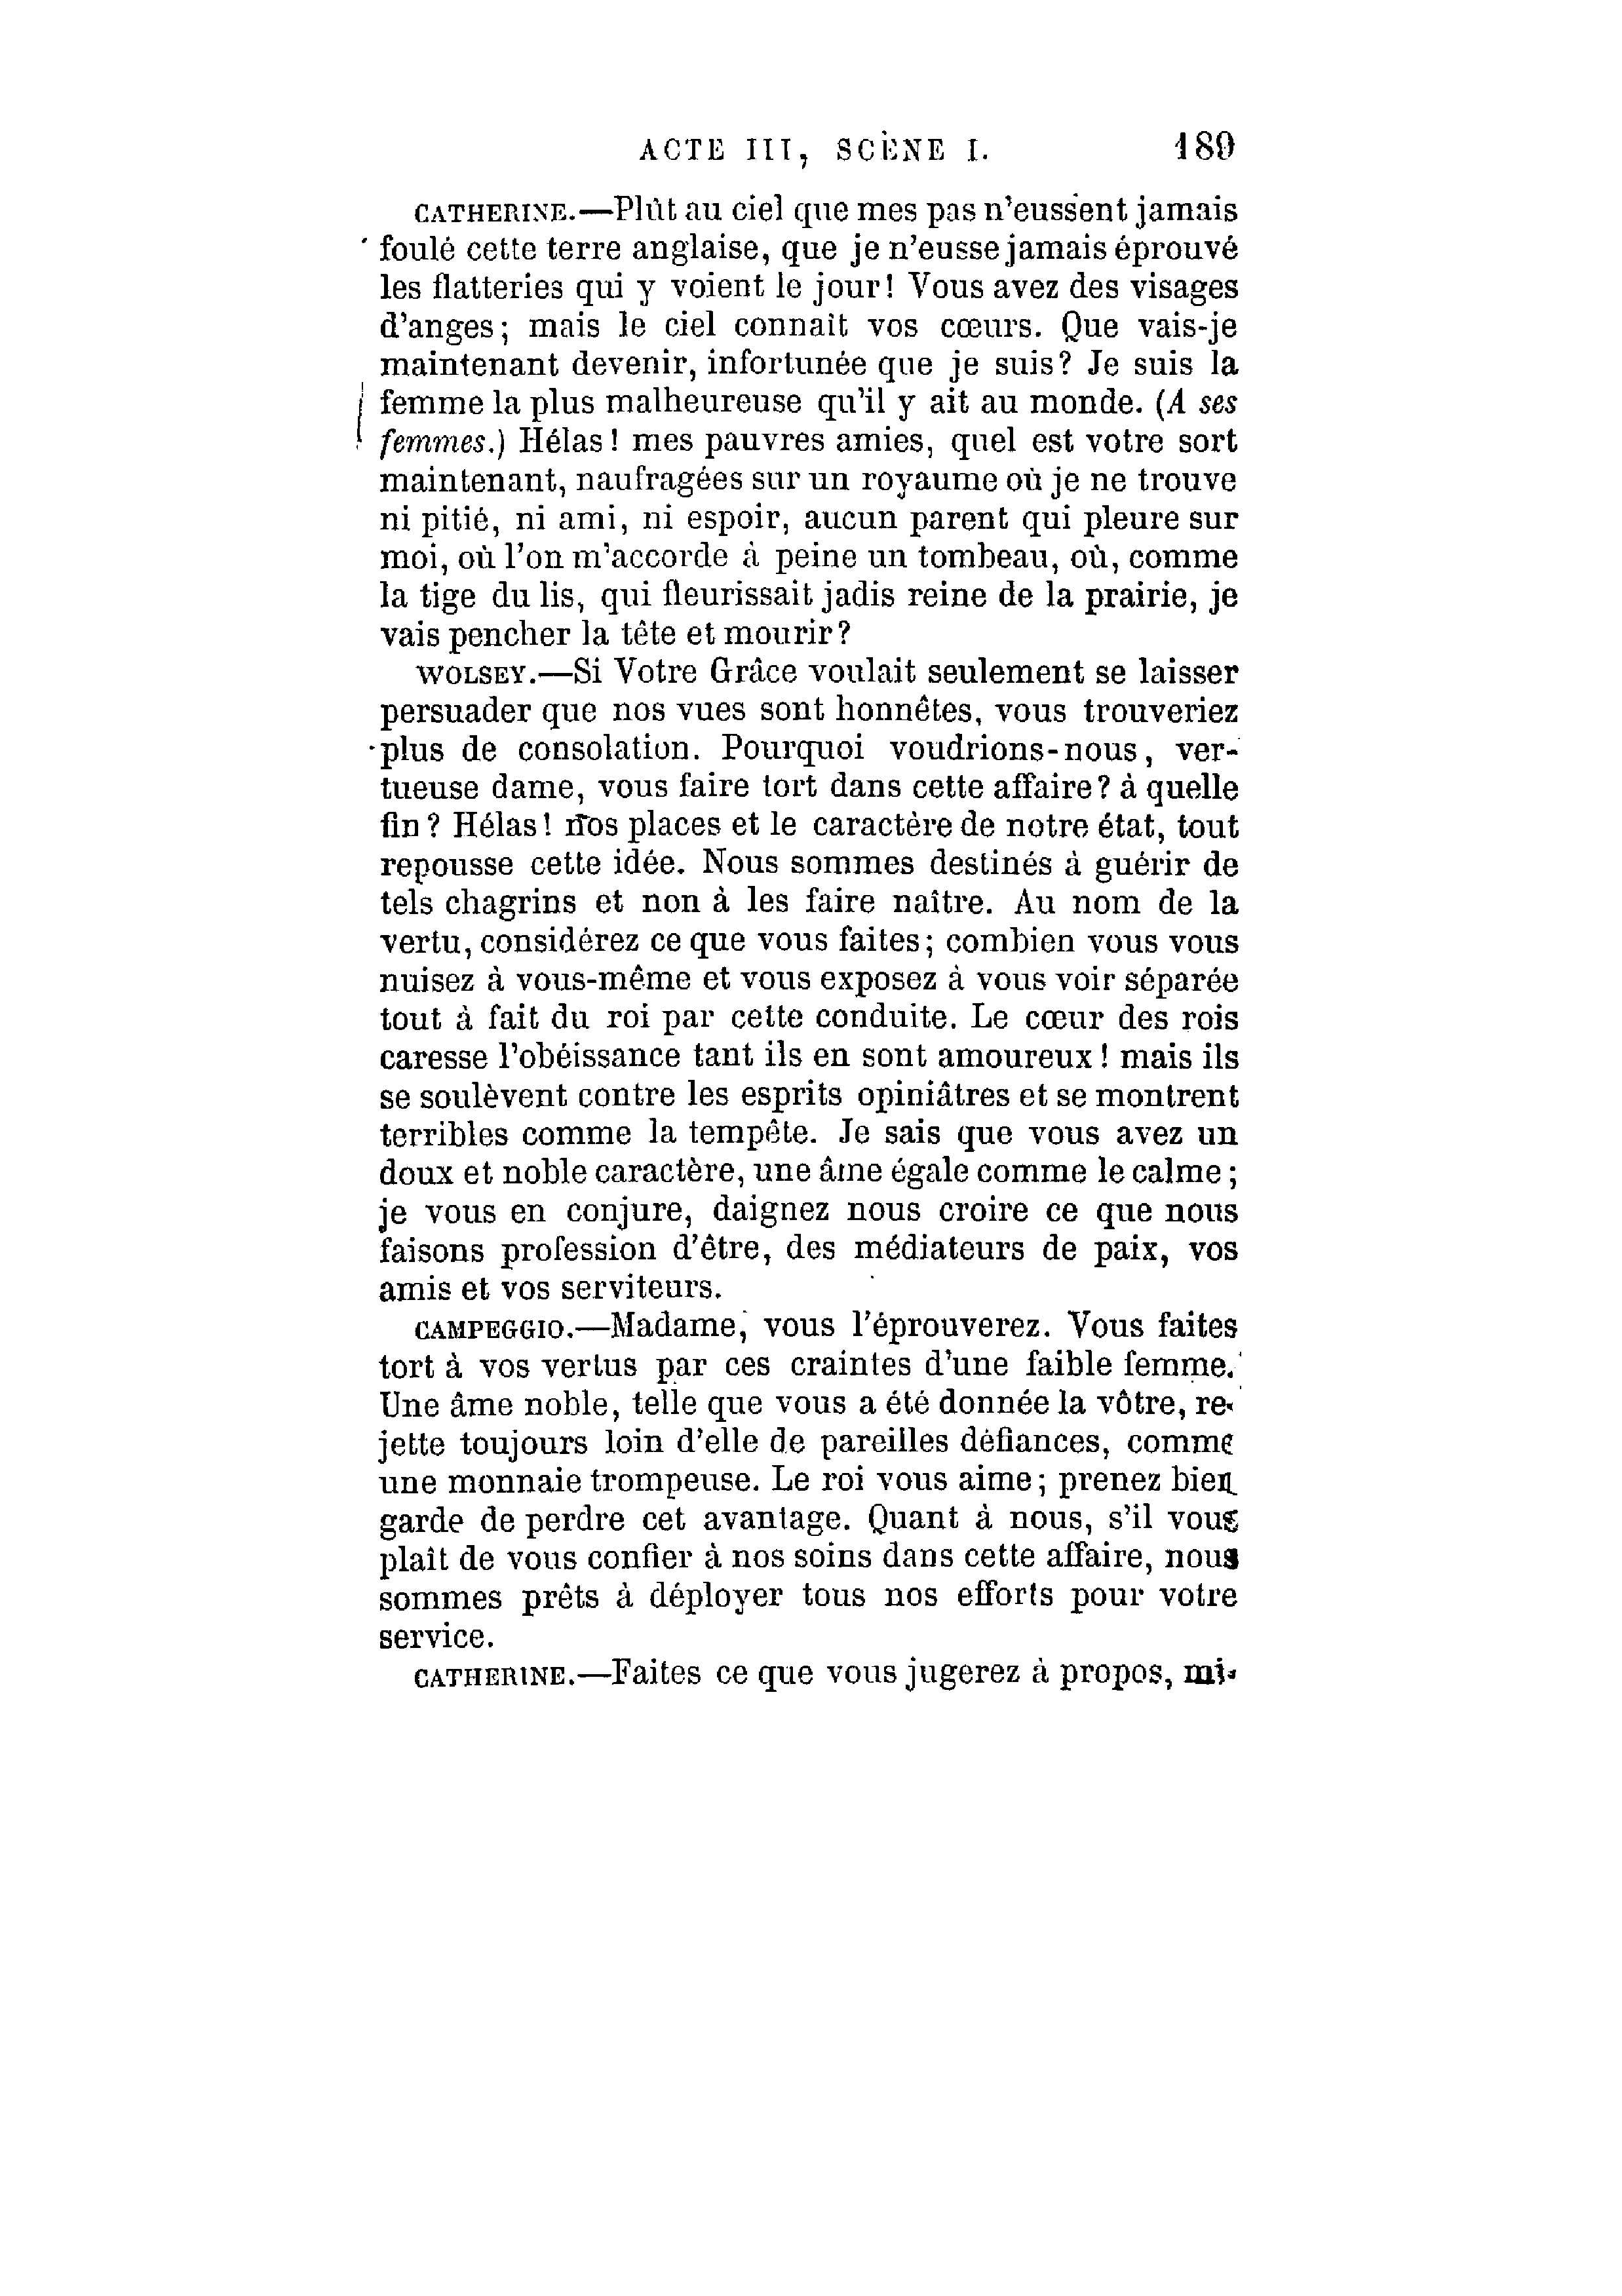 ACTE III, SCÈNE I. 189
CATHERINE.—Plût au ciel que mes pas n'eussent jamais
foulé cette terre anglaise, que je n'eusse jamais éprouvé
les flatteries qui y voient le jour! Vous avez des visages
d'anges; mais le ciel connaît vos cœurs. Que vais-je
maintenant devenir, infortunée que je suis? Je suis la
femme la plus malheureuse qu'il y ait au monde. (A ses
femmes.) Hélas! mes pauvres amies, quel est votre sort
maintenant, naufragées sur un royaume où je ne trouve
ni pitié, ni ami, ni espoir, aucun parent qui pleure sur
moi, où l'on m'accorde à peine un tombeau, où, comme
la tige du lis, qui fleurissait jadis reine de la prairie, je
vais pencher la tête et mourir?
WOLSEY.—Si Votre Grâce voulait seulement se laisser
persuader que nos vues sont honnêtes, vous trouveriez
plus de consolation. Pourquoi voudrions-nous, ver-
tueuse dame, vous faire tort dans cette affaire? à quelle
fin? Hélas! nos places et le caractère de notre état, tout
repousse cette idée. Nous sommes destinés à guérir de
tels chagrins et non à les faire naître. Au nom de la
vertu, considérez ce que vous faites; combien vous vous
nuisez à vous-même et vous exposez à vous voir séparée
tout à fait du roi par cette conduite. Le cœur des rois
caresse l'obéissance tant ils en sont amoureux! mais ils
se soulèvent contre les esprits opiniâtres et se montrent
terribles comme la tempête. Je sais que vous avez un
doux et noble caractère, une âme égale comme le calme;
je vous en conjure, daignez nous croire ce que nous
faisons profession d'être, des médiateurs de paix, vos
amis et vos serviteurs.
CAMPEGGIO.—Madame, vous l'éprouverez. Vous faites
tort à vos vertus par ces craintes d'une faible femme.
Une âme noble, telle que vous a été donnée la vôtre, re-
jette toujours loin d'elle de pareilles défiances, comme
une monnaie trompeuse. Le roi vous aime; prenez bien
garde de perdre cet avantage. Quant à nous, s'il vous
plaît de vous confier à nos soins dans cette affaire, nous
sommes prêts à déployer tous nos efforts pour votre
service.
CATHERINE.—Faites ce que vous jugerez à propos, mi-